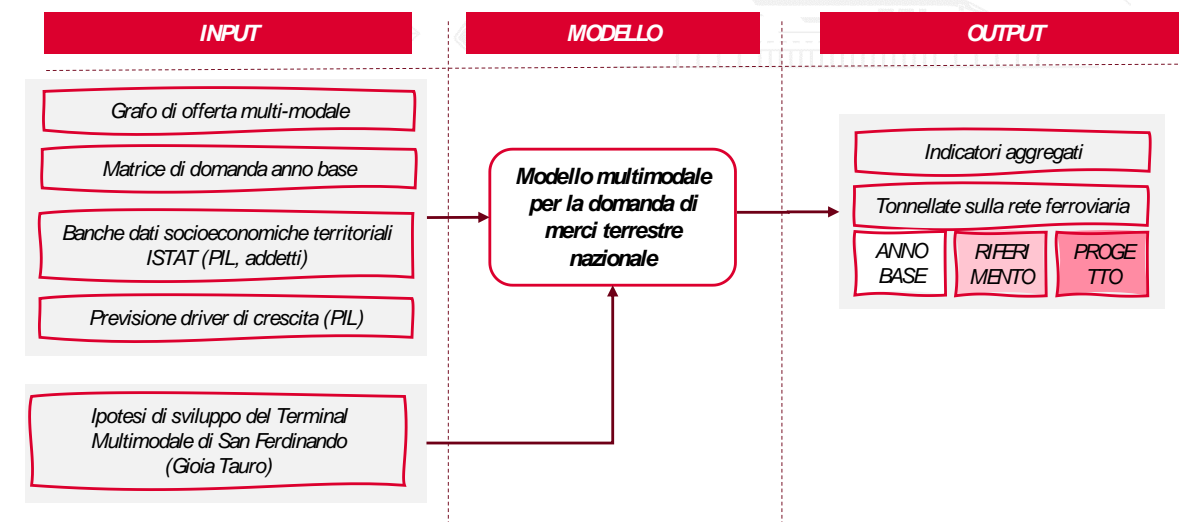 INPUT
MODELLO
OUTPUT
Grafo di offerta multi-modale
Matrice di domanda anno base
Banche dati socioeconomiche territoriali
ISTAT (PIL, addetti)
Previsione driver di crescita (PIL)
Ipotesi di sviluppo del Terminal
Multimodale di San Ferdinando
(Gioia Tauro)
Modello multimodale
per la domanda di
merci terrestre
nazionale
Indicatori aggregati
Tonnellate sulla rete ferroviaria
ANNO
BASE
RIFERI
MENTO
PROGE
TTO